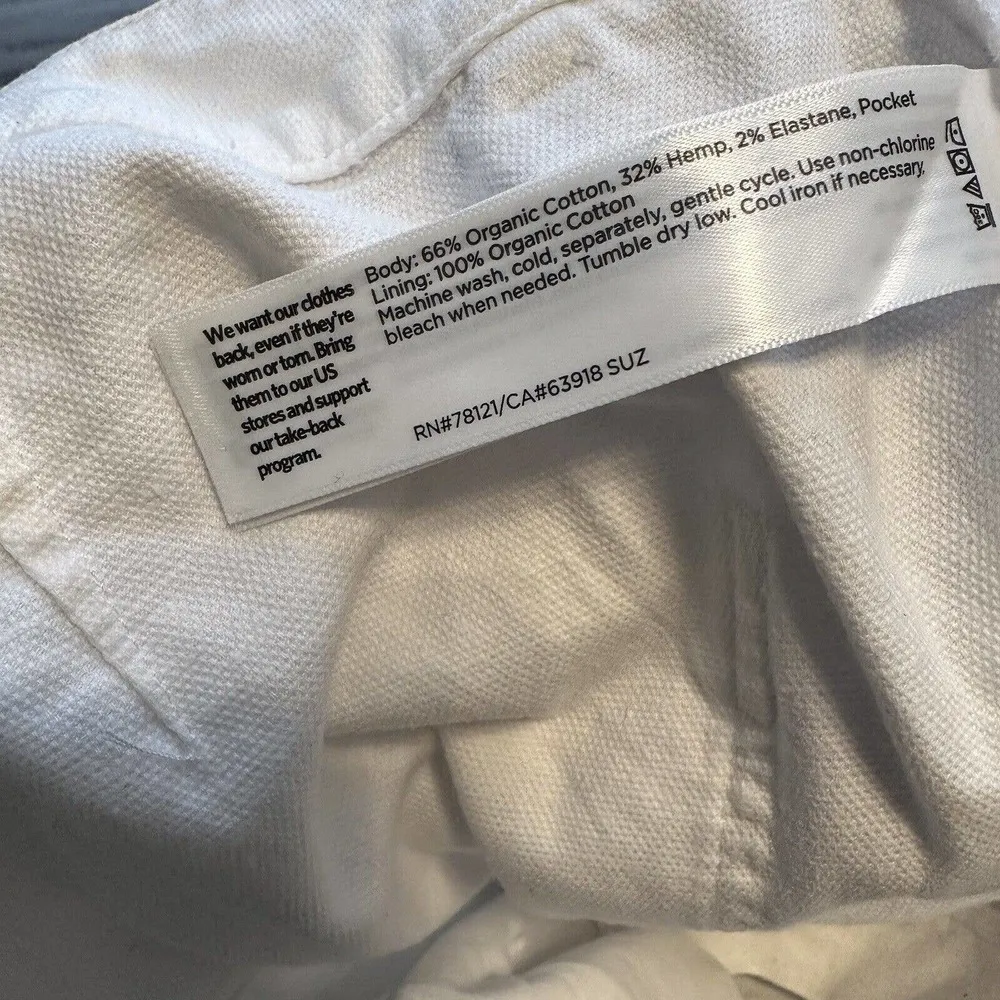 We want our clothes
back, even if they're
worn or torn. Bring
them to our US
stores and support
our take-back
program.
Body: 66% Organic Cotton, 32% Hemp, 2% Elastane, Pocket
Lining: 100% Organic Cotton
Machine wash, cold, separately, gentle cycle. Use non-chlorine
bleach when needed. Tumble dry low. Cool iron if necessary.
RN#78121/CA#63918 SUZ